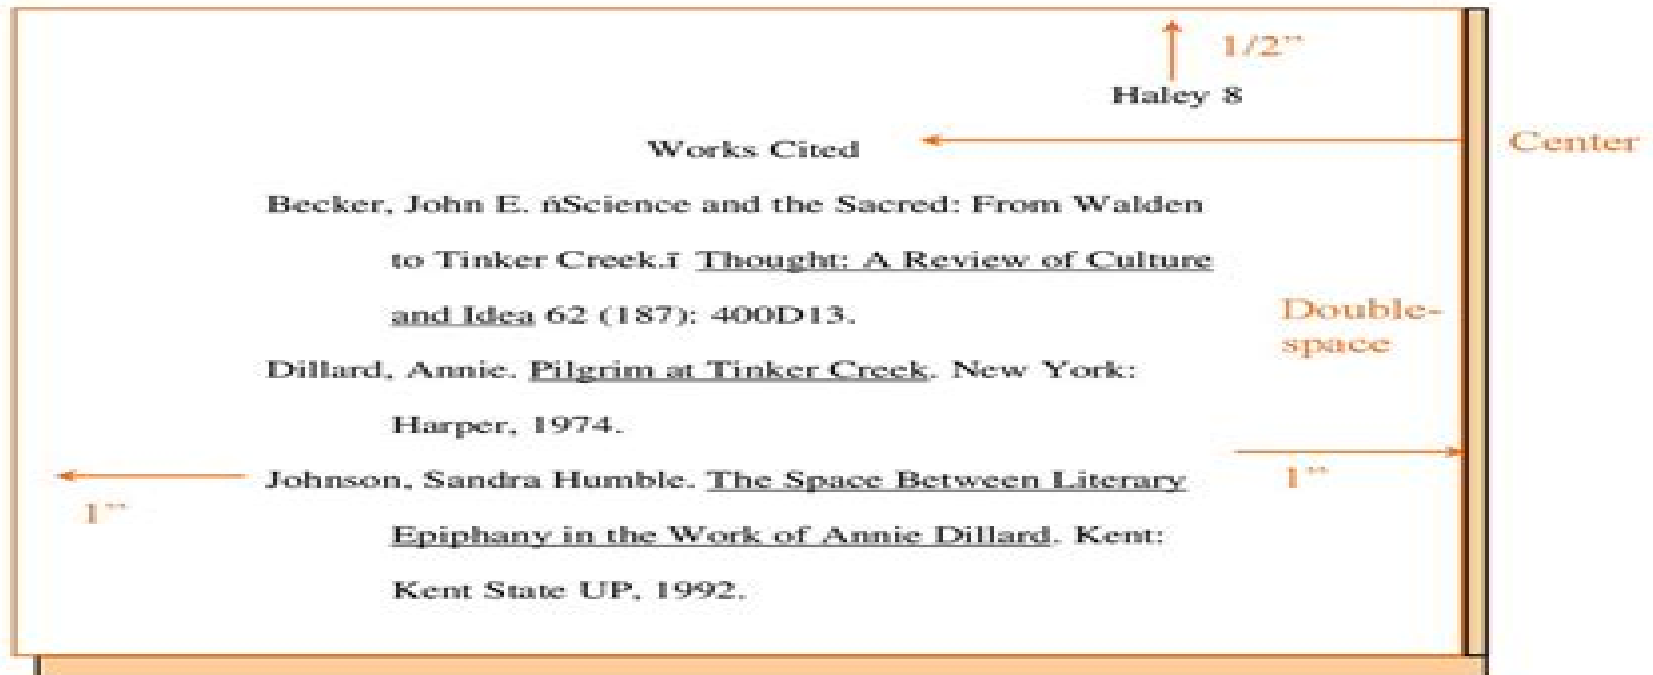 1/2"
Haley 8
Works Cited
Center
Becker, John E. ñScience and the Sacred: From Walden
to Tinker Creek.ï Thought: A Review of Culture
and Idea 62 (187): 400D13.
Double-
space
Dillard, Annie. Pilgrim at Tinker Creek. New York:
Harper, 1974.
Johnson, Sandra Humble. The Space Between Literary
1"
1"
Epiphany in the Work of Annie Dillard. Kent:
Kent State UP, 1992.